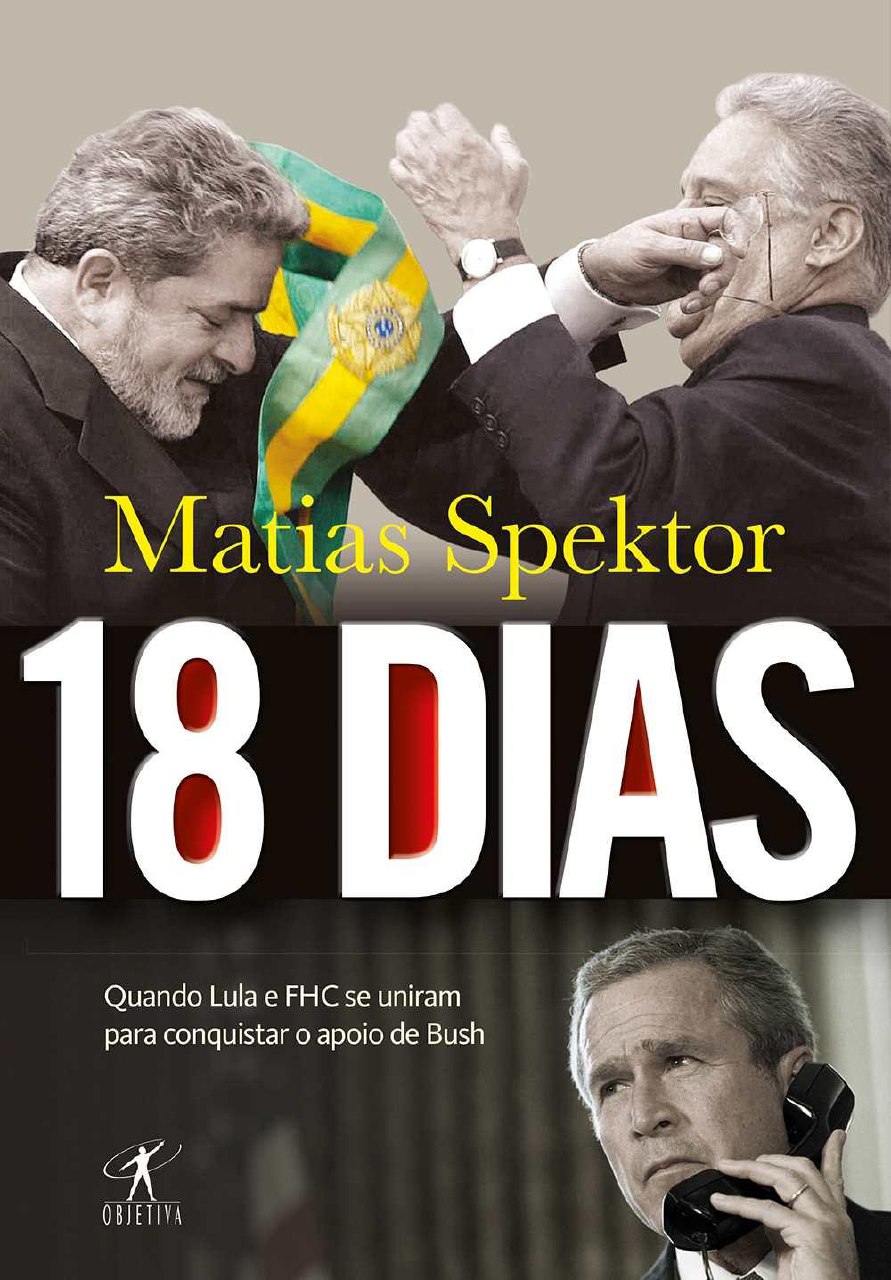 Matias Spektor
18 DIAS
Quando Lula e FHC se uniram
para conquistar o apoio de Bush
OBJETIVA